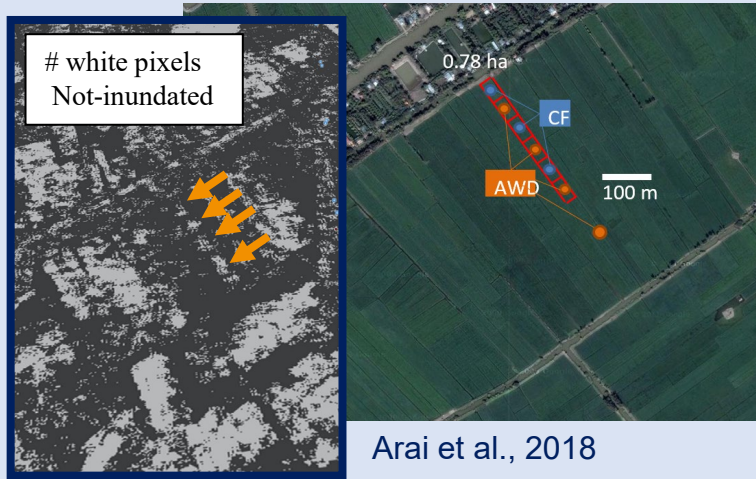 # white pixels
Not-inundated
0.78 ha
CF
AWD
100 m
Arai et al., 2018